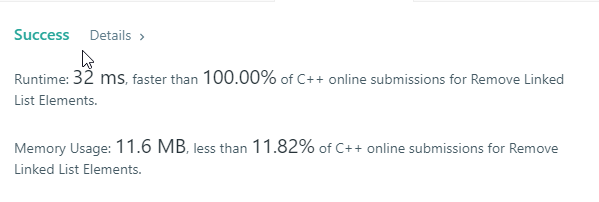 Success Details ›
Runtime: 32 ms, faster than 100.00% of C++ online submissions for Remove Linked
List Elements.
Memory Usage: 11.6 MB, less than 11.82% of C++ online submissions for Remove
Linked List Elements.